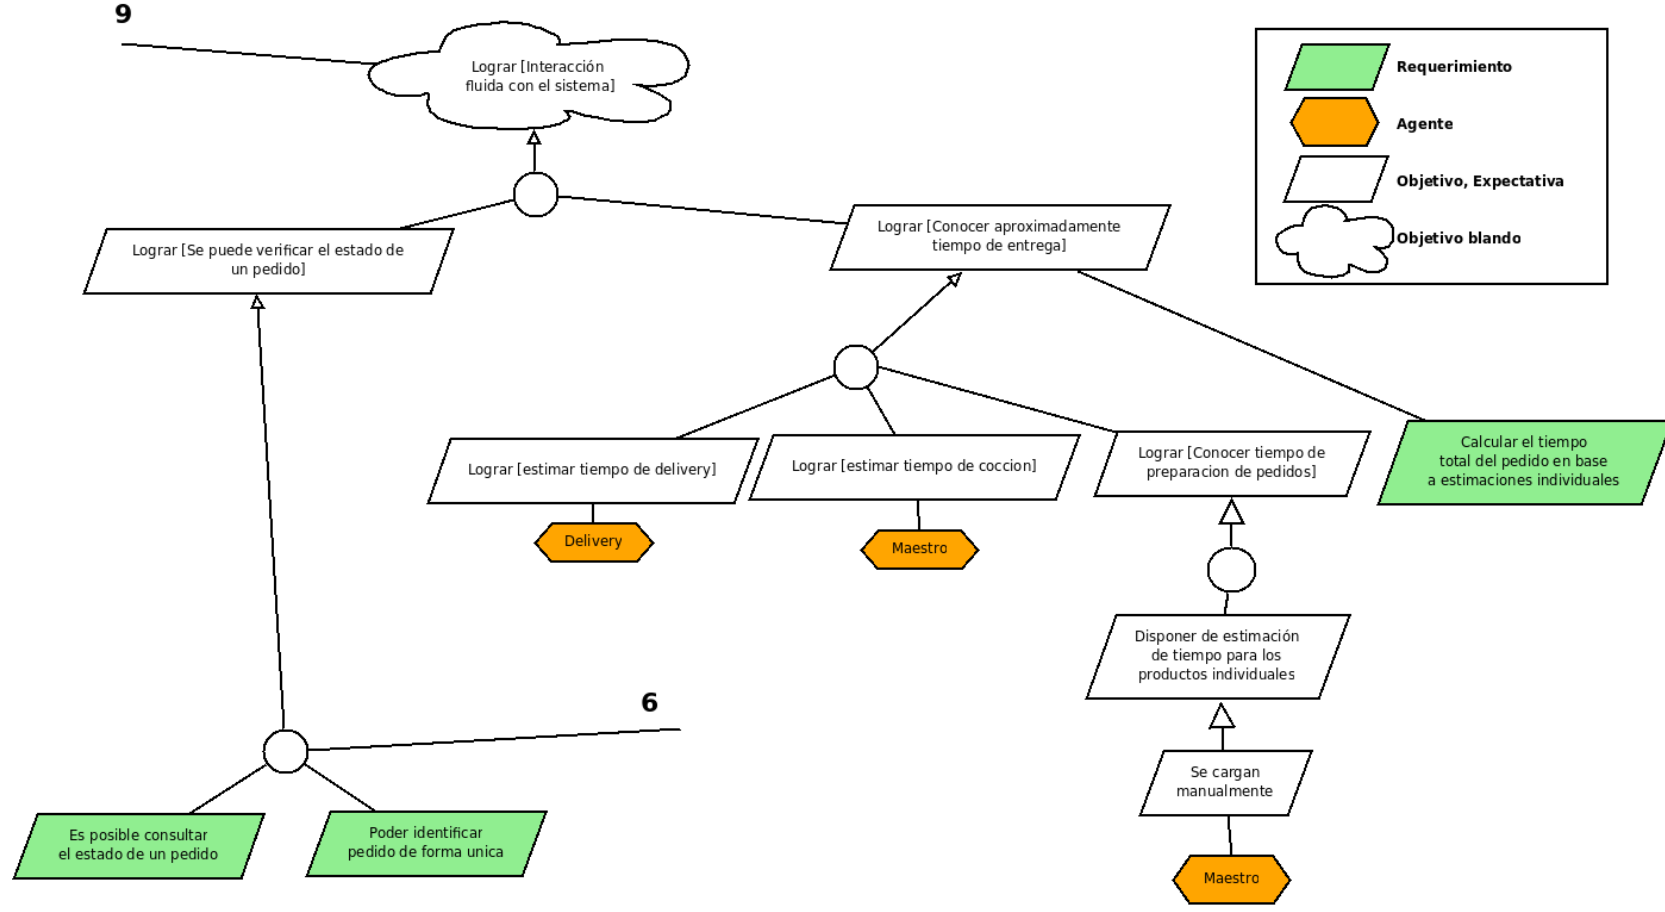 9
Lograr [Interacción
fluida con el sistema]
Requerimiento
Agente
Objetivo, Expectativa
Objetivo blando
Lograr [Se puede verificar el estado de
un pedido]
Lograr [Conocer aproximadamente
tiempo de entrega]
Lograr [estimar tiempo de delivery]
Lograr [estimar tiempo de coccion]
Lograr [Conocer tiempo de
preparacion de pedidos]
Calcular el tiempo
total del pedido en base
a estimaciones individuales
Delivery
Maestro
Disponer de estimación
de tiempo para los
productos individuales
6
Se cargan
manualmente
Es posible consultar
el estado de un pedido
Poder identificar
pedido de forma unica
Maestro